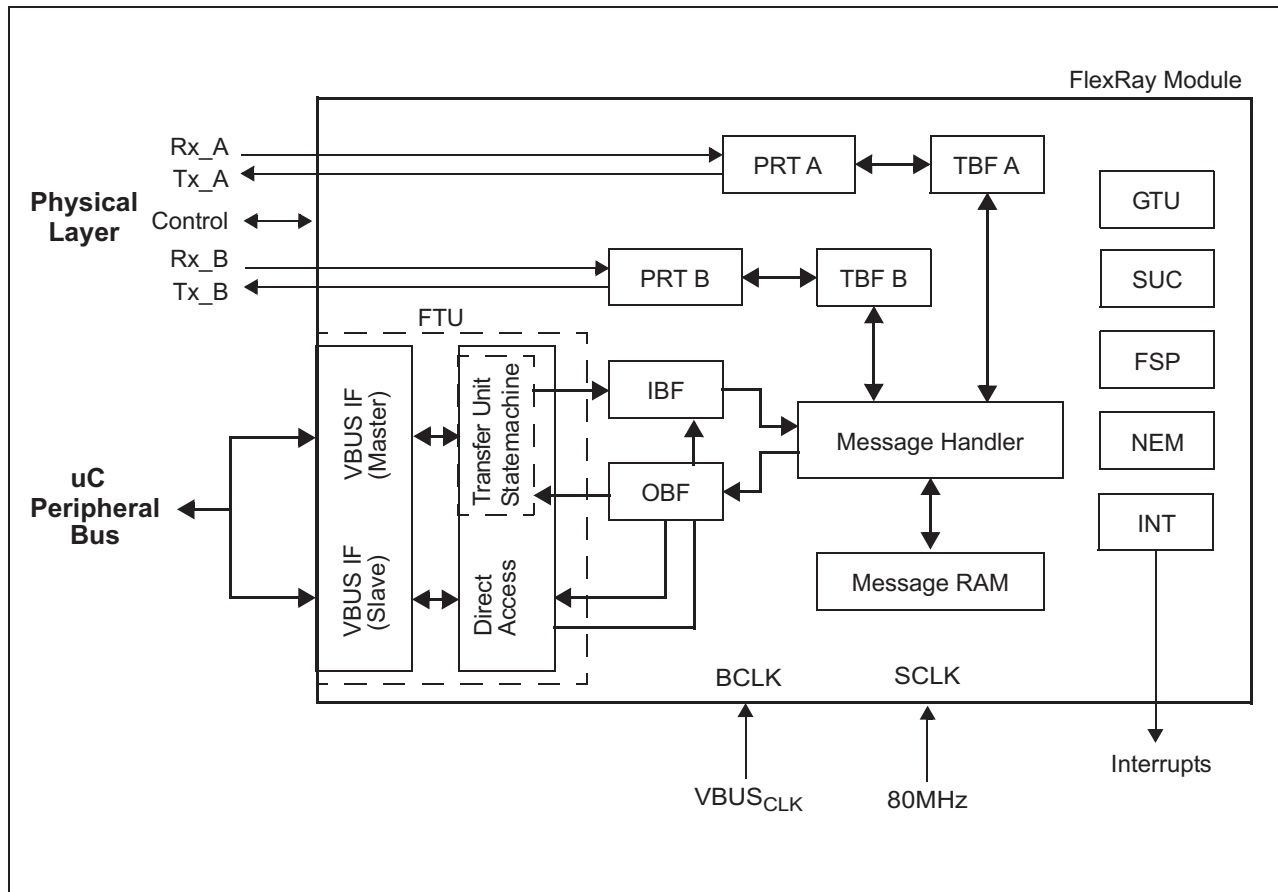 FlexRay Module
Rx_A
Tx_A
Physical
Layer
Control
Rx_B
Tx_B
PRT A
TBF A
PRT B
TBF B
GTU
SUC
FSP
NEM
INT
FTU
VBUS IF
(Master)
Transfer Unit
Statemachine
IBF
OBF
Message Handler
Message RAM
uC
Peripheral
Bus
VBUS IF
(Slave)
Direct
Access
BCLK
SCLK
VBUSCLK
80MHz
Interrupts